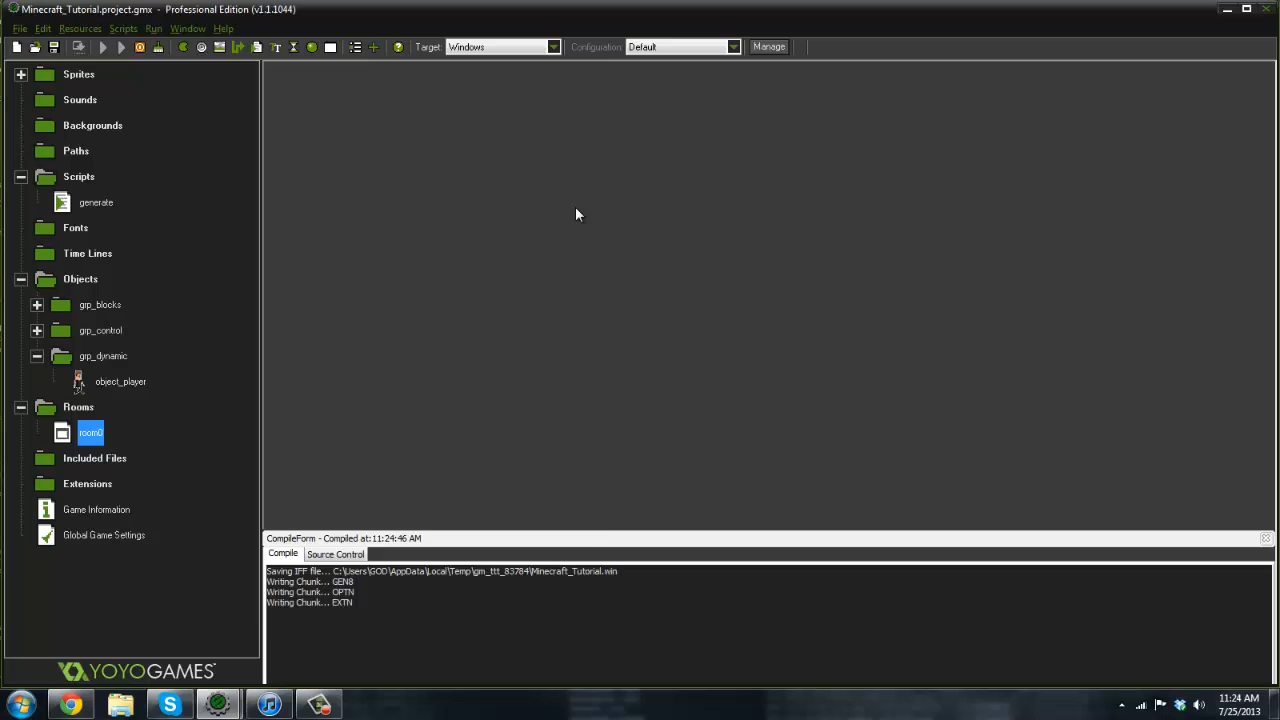 Minecraft_Tutorial.project.gmx - Professional Edition (v1.1.1044)
File Edit Resources Scripts Run Window Help
Target: Windows Configuration: Default Manage
Sprites
Sounds
Backgrounds
Paths
Scripts
generate
Fonts
Time Lines
Objects
grp_blocks
grp_control
grp_dynamic
object_player
Rooms
room0
Included Files
Extensions
Game Information
Global Game Settings
YOYOGAMES
CompileForm - Compiled at:11:24:46 AM
Compile Source Control
Saving IFF file... C:\Users\GOD\AppData\Local\Temp\gm_ttt_83784\Minecraft_Tutorial.win
Writing Chunk... GEN8
Writing Chunk... OPTN
Writing Chunk... EXTN
11:24 AM
7/25/2013